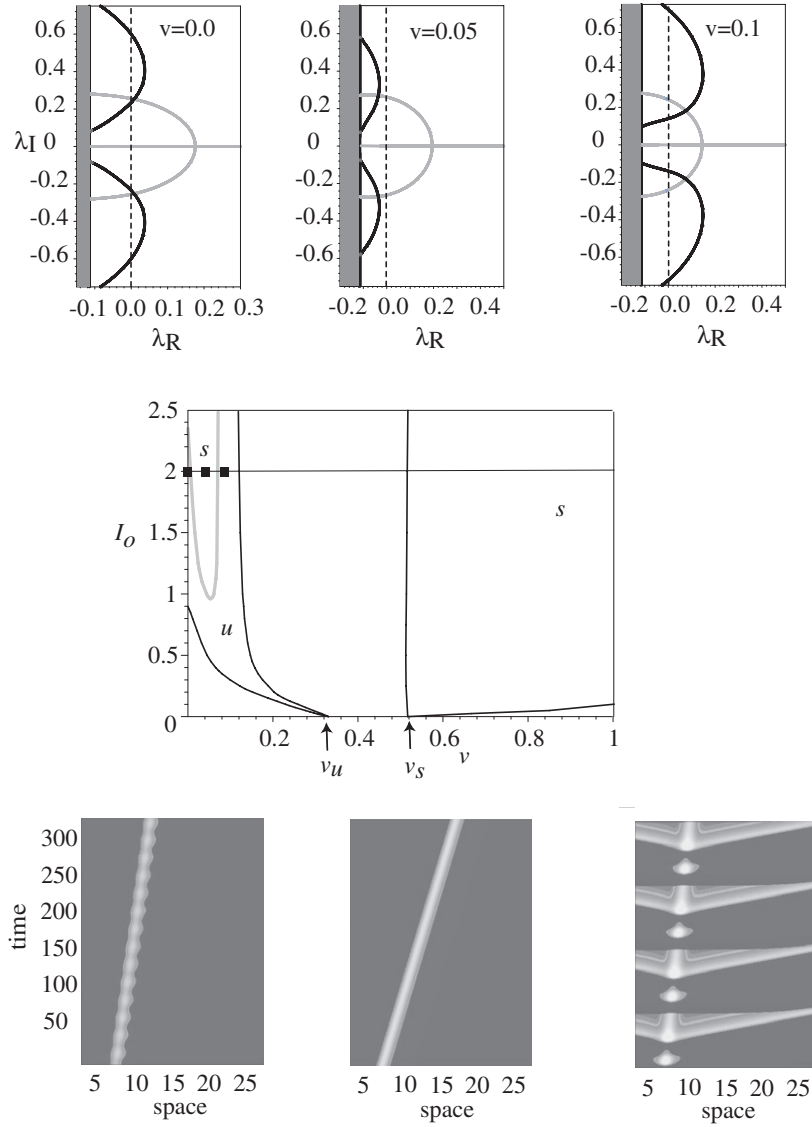 v=0.0
0.6
0.4
0.2
λI 0
-0.2
-0.4
-0.6
-0.1 0.0 0.1 0.2 0.3
λR
v=0.05
0.6
0.4
0.2
0
-0.2
-0.4
-0.6
-0.2 0.0 0.2 0.4
λR
v=0.1
0.6
0.4
0.2
0
-0.2
-0.4
-0.6
-0.2 0.0 0.2 0.4
λR
2.5
2
1.5
Io
1
0.5
0
s
u
s
0.2 0.4 0.6 0.8 1
v
vu
vs
time
300
250
200
150
100
50
5 10 15 20 25
space
5 10 15 20 25
space
5 10 15 20 25
space